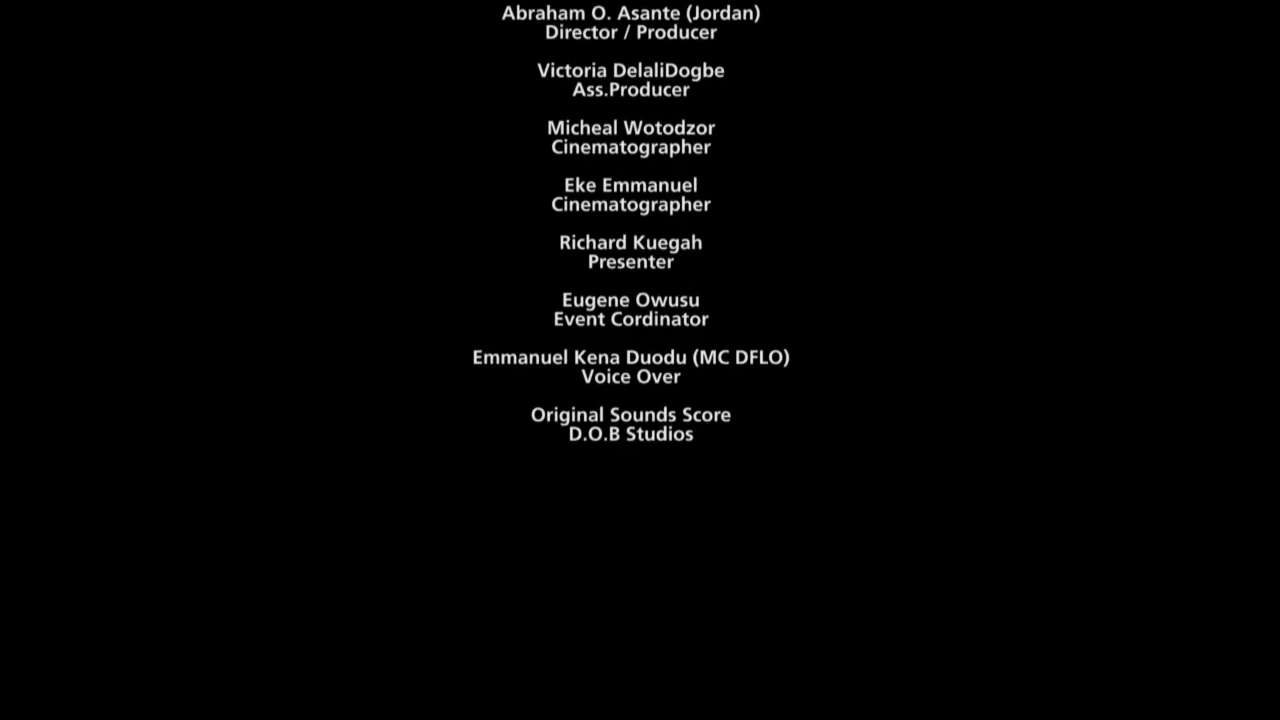 Abraham O. Asante (Jordan)
Director / Producer
Victoria DelaliDogbe
Ass.Producer
Micheal Wotodzor
Cinematographer
Eke Emmanuel
Cinematographer
Richard Kuegah
Presenter
Eugene Owusu
Event Cordinator
Emmanuel Kena Duodu (MC DFLO)
Voice Over
Original Sounds Score
D.O.B Studios